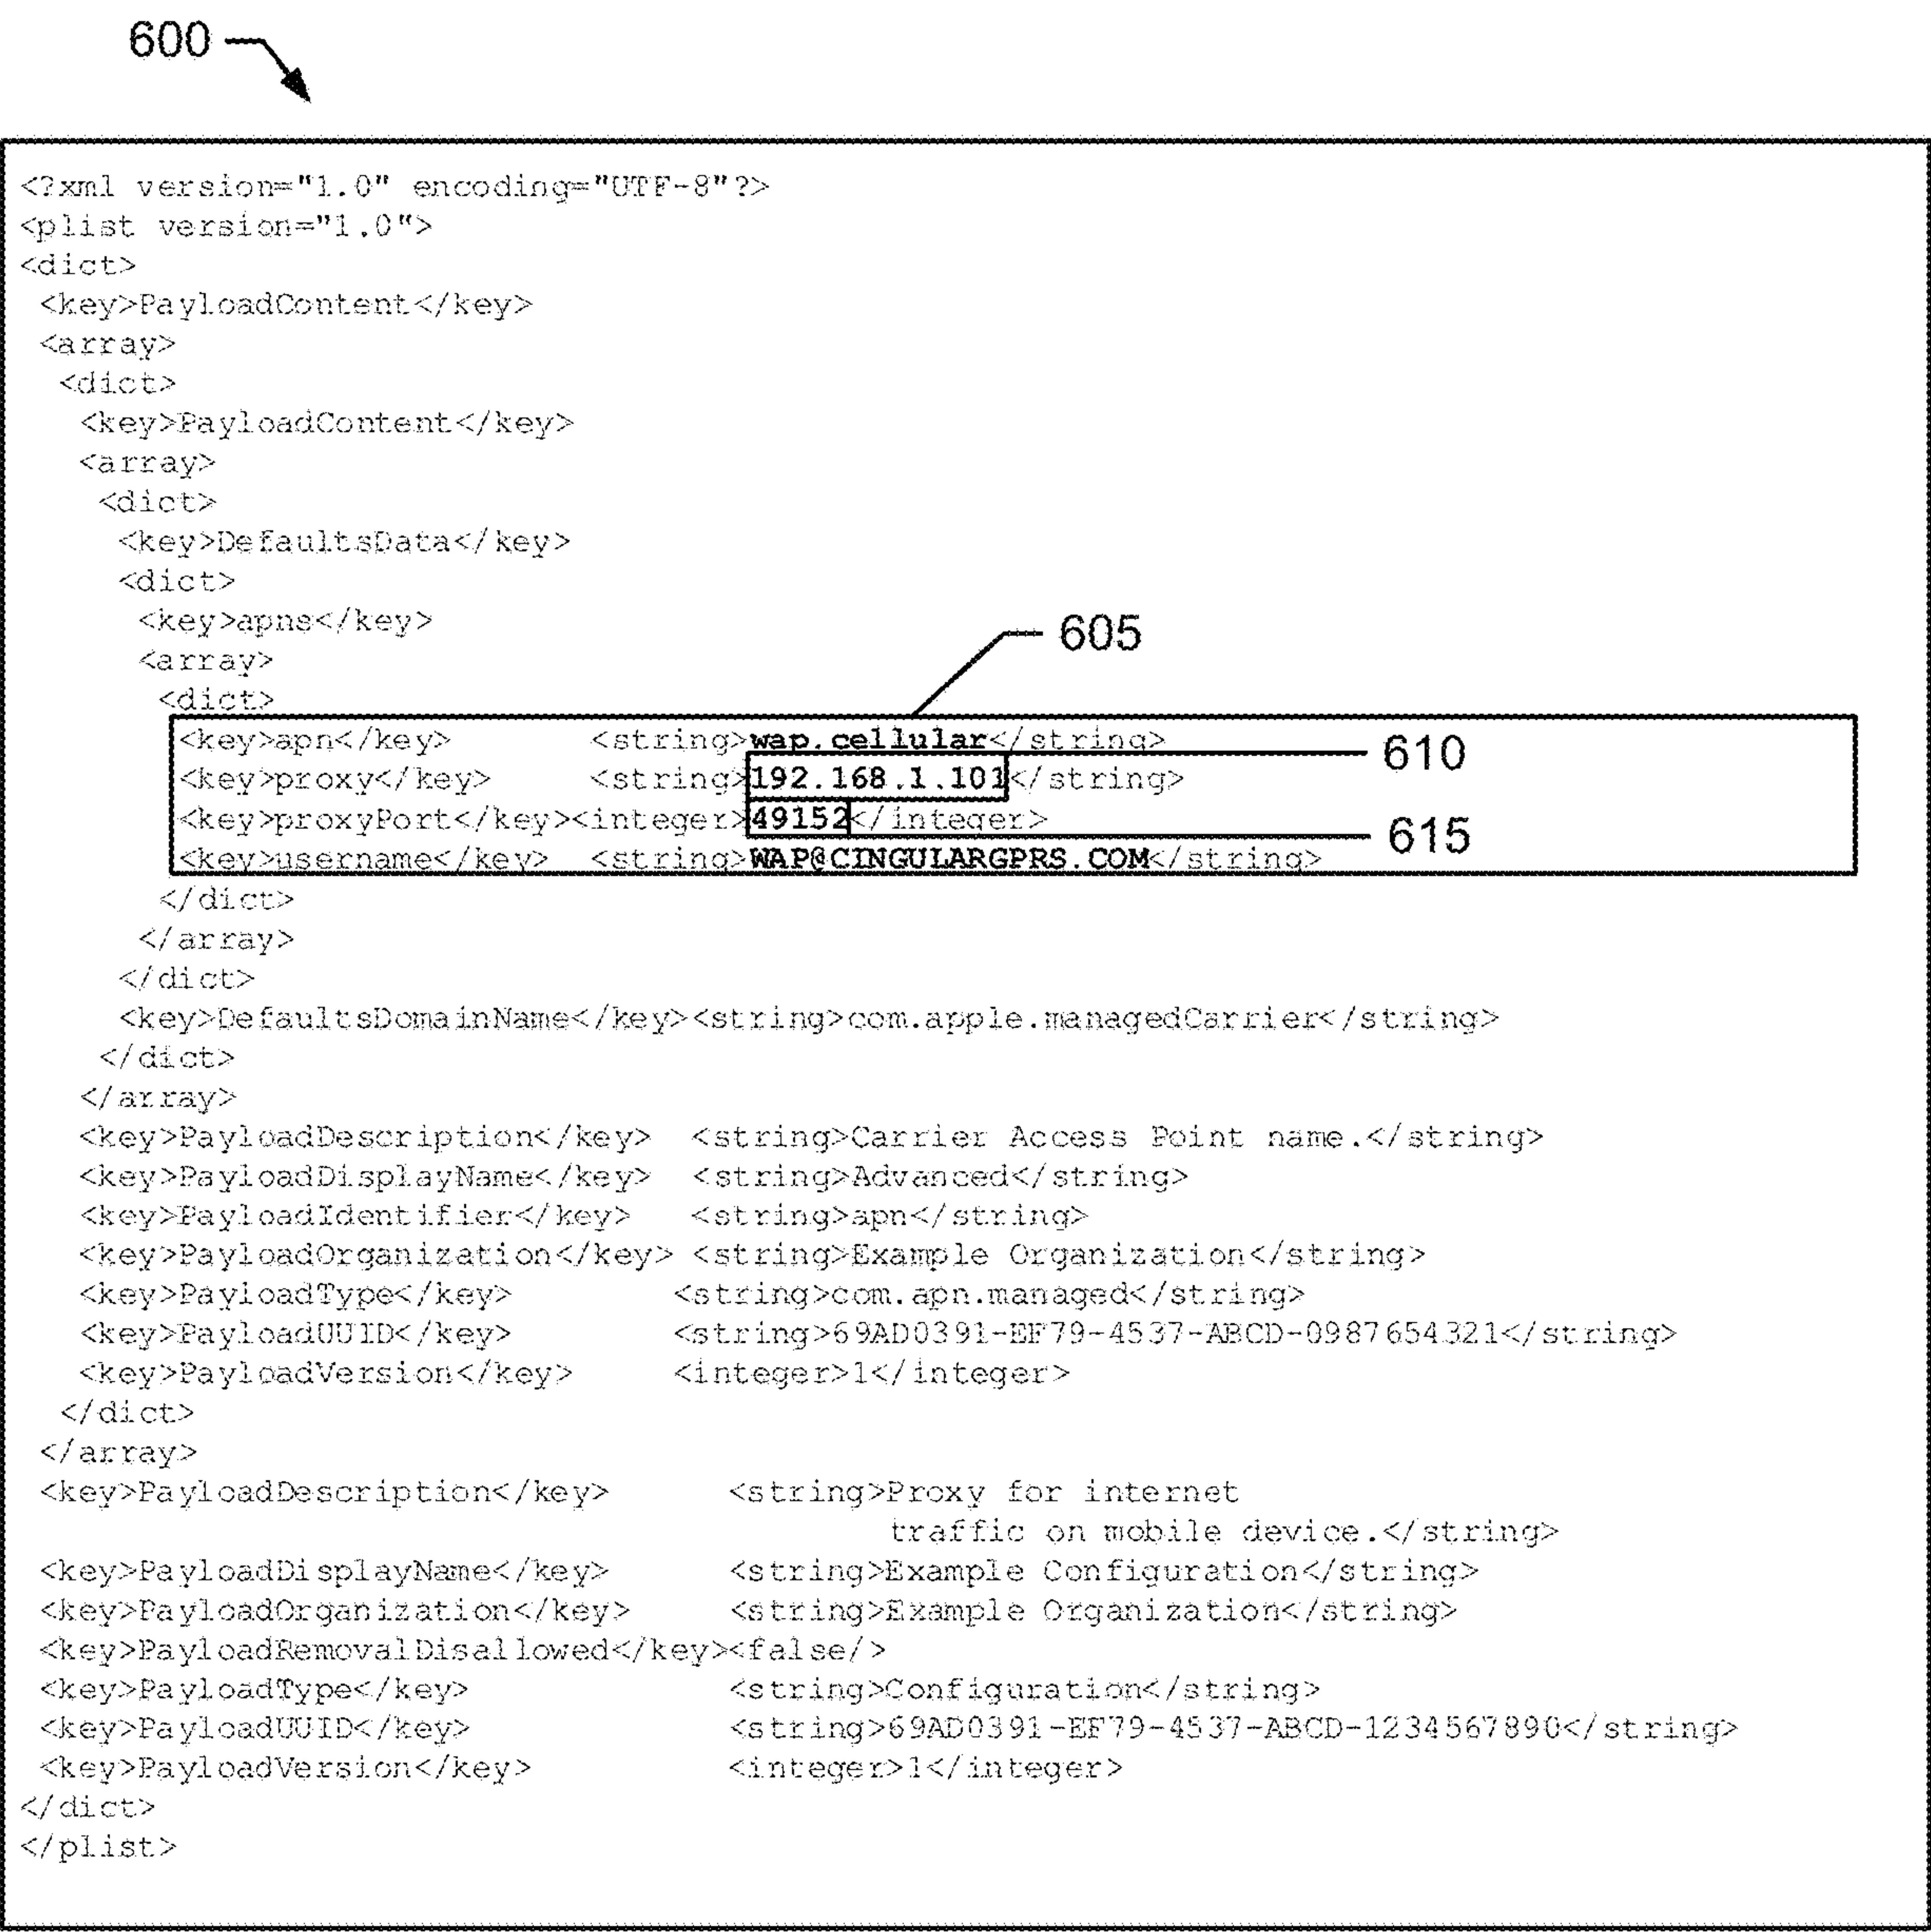 600
<?xml version="1.0" encoding="UTF-8"?>
<plist version="1.0">
<dict>
<key>PayloadContent</key>
<array>
<dict>
<key>PayloadContent</key>
<array>
<dict>
<key>DefaultsData</key>
<dict>
<key>apns</key>
<array>
605
<dict>
<key>apn</key> <string>wap.cellular</string>
610
<key>proxy</key> <string>192.168.1.101</string>
<key>proxyPort</key><integer>49152</integer>
615
<key>username</key> <string>WAP@CINGULARGPRS.COM</string>
</dict>
</array>
</dict>
<key>DefaultsDomainName</key><string>com.apple.managedCarrier</string>
</dict>
</array>
<key>PayloadDescription</key> <string>Carrier Access Point name.</string>
<key>PayloadDisplayName</key> <string>Advanced</string>
<key>PayloadIdentifier</key> <string>apn</string>
<key>PayloadOrganization</key> <string>Example Organization</string>
<key>PayloadType</key> <string>com.apn.managed</string>
<key>PayloadUUID</key> <string>69AD0391-EF79-4537-ABCD-0987654321</string>
<key>PayloadVersion</key> <integer>1</integer>
</dict>
</array>
<key>PayloadDescription</key> <string>Proxy for internet
traffic on mobile device.</string>
<key>PayloadDisplayName</key> <string>Example Configuration</string>
<key>PayloadOrganization</key> <string>Example Organization</string>
<key>PayloadRemovalDisallowed</key><false/>
<key>PayloadType</key> <string>Configuration</string>
<key>PayloadUUID</key> <string>69AD0391-EF79-4537-ABCD-1234567890</string>
<key>PayloadVersion</key> <integer>1</integer>
</dict>
</plist>